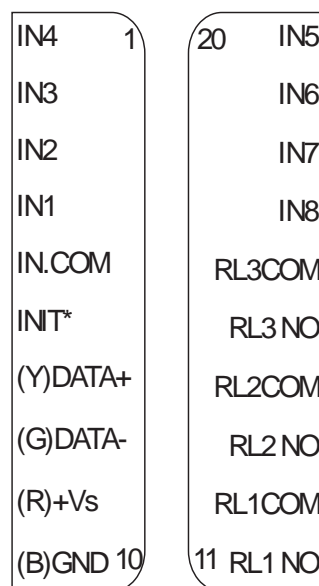 IN4 1
IN3
IN2
IN1
IN.COM
INIT*
(Y)DATA+
(G)DATA-
(R)+Vs
(B)GND 10
20 IN5
IN6
IN7
IN8
RL3COM
RL3 NO
RL2COM
RL2 NO
RL1COM
11 RL1 NO